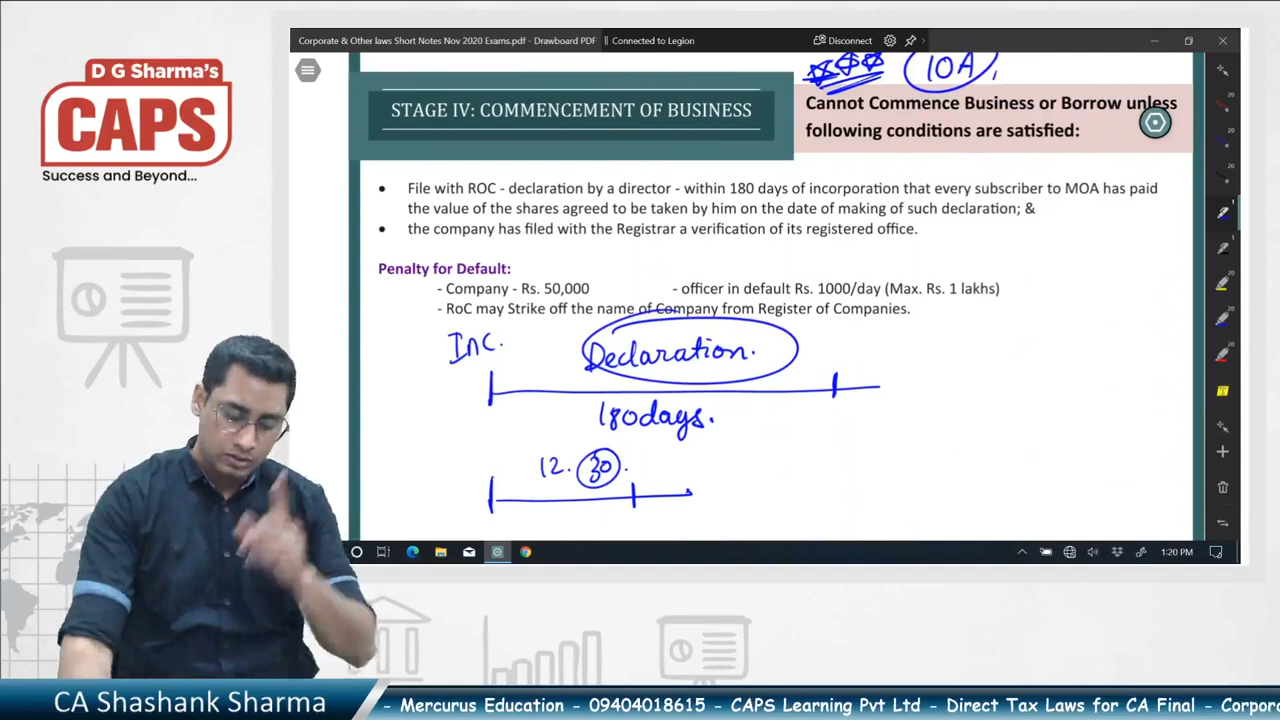 D G Sharma's
CAPS
Success and Beyond...
Corporate & Other laws Short Notes Nov 2020 Exams.pdf - Drawboard PDF
Connected to Legion
Disconnect
10A
STAGE IV: COMMENCEMENT OF BUSINESS
Cannot Commence Business or Borrow unless
following conditions are satisfied:
• File with ROC - declaration by a director - within 180 days of incorporation that every subscriber to MOA has paid
the value of the shares agreed to be taken by him on the date of making of such declaration; &
• the company has filed with the Registrar a verification of its registered office.
Penalty for Default:
- Company - Rs. 50,000 - officer in default Rs. 1000/day (Max. Rs. 1 lakhs)
- RoC may Strike off the name of Company from Register of Companies.
Inc.
Declaration.
180days.
12. 30.
1:20 PM
CA Shashank Sharma
- Mercurus Education - 09404018615 - CAPS Learning Pvt Ltd - Direct Tax Laws for CA Final - Corpor